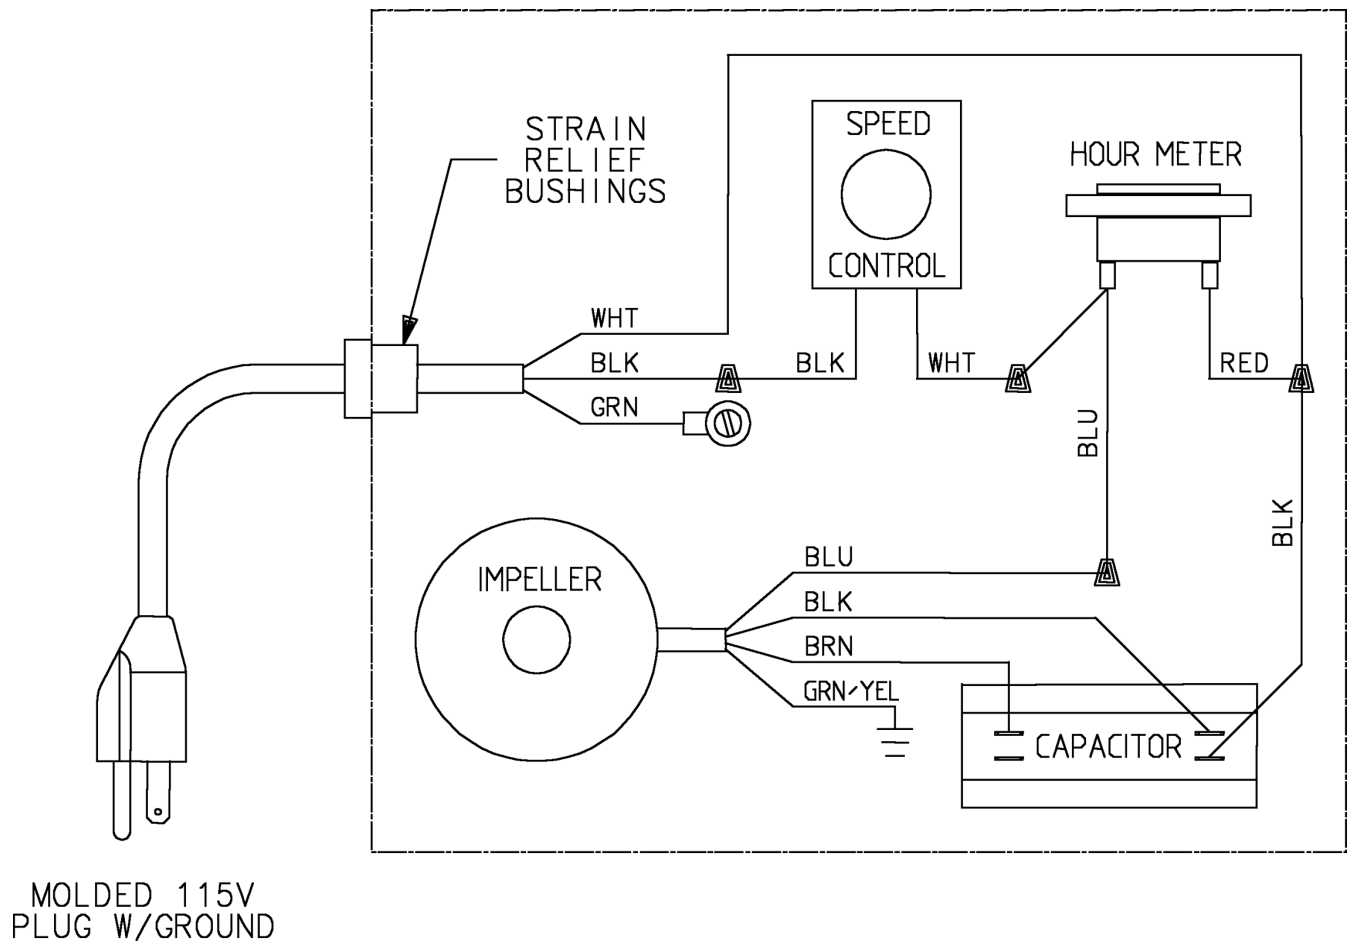 STRAIN
RELIEF
BUSHINGS
SPEED
CONTROL
HOUR METER
WHT
BLK
BLK
WHT
RED
GRN
BLU
BLK
IMPELLER
BLU
BLK
BRN
GRN/YEL
CAPACITOR
MOLDED 115V
PLUG W/GROUND